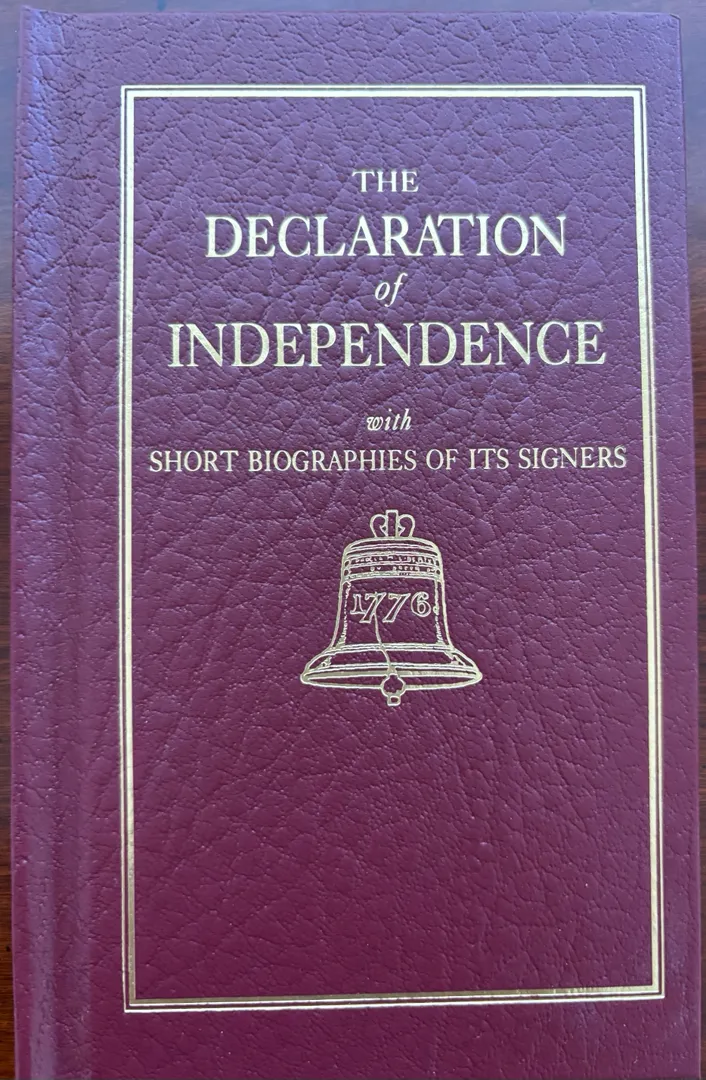 THE
DECLARATION
of
INDEPENDENCE
with
SHORT BIOGRAPHIES OF ITS SIGNERS
1776